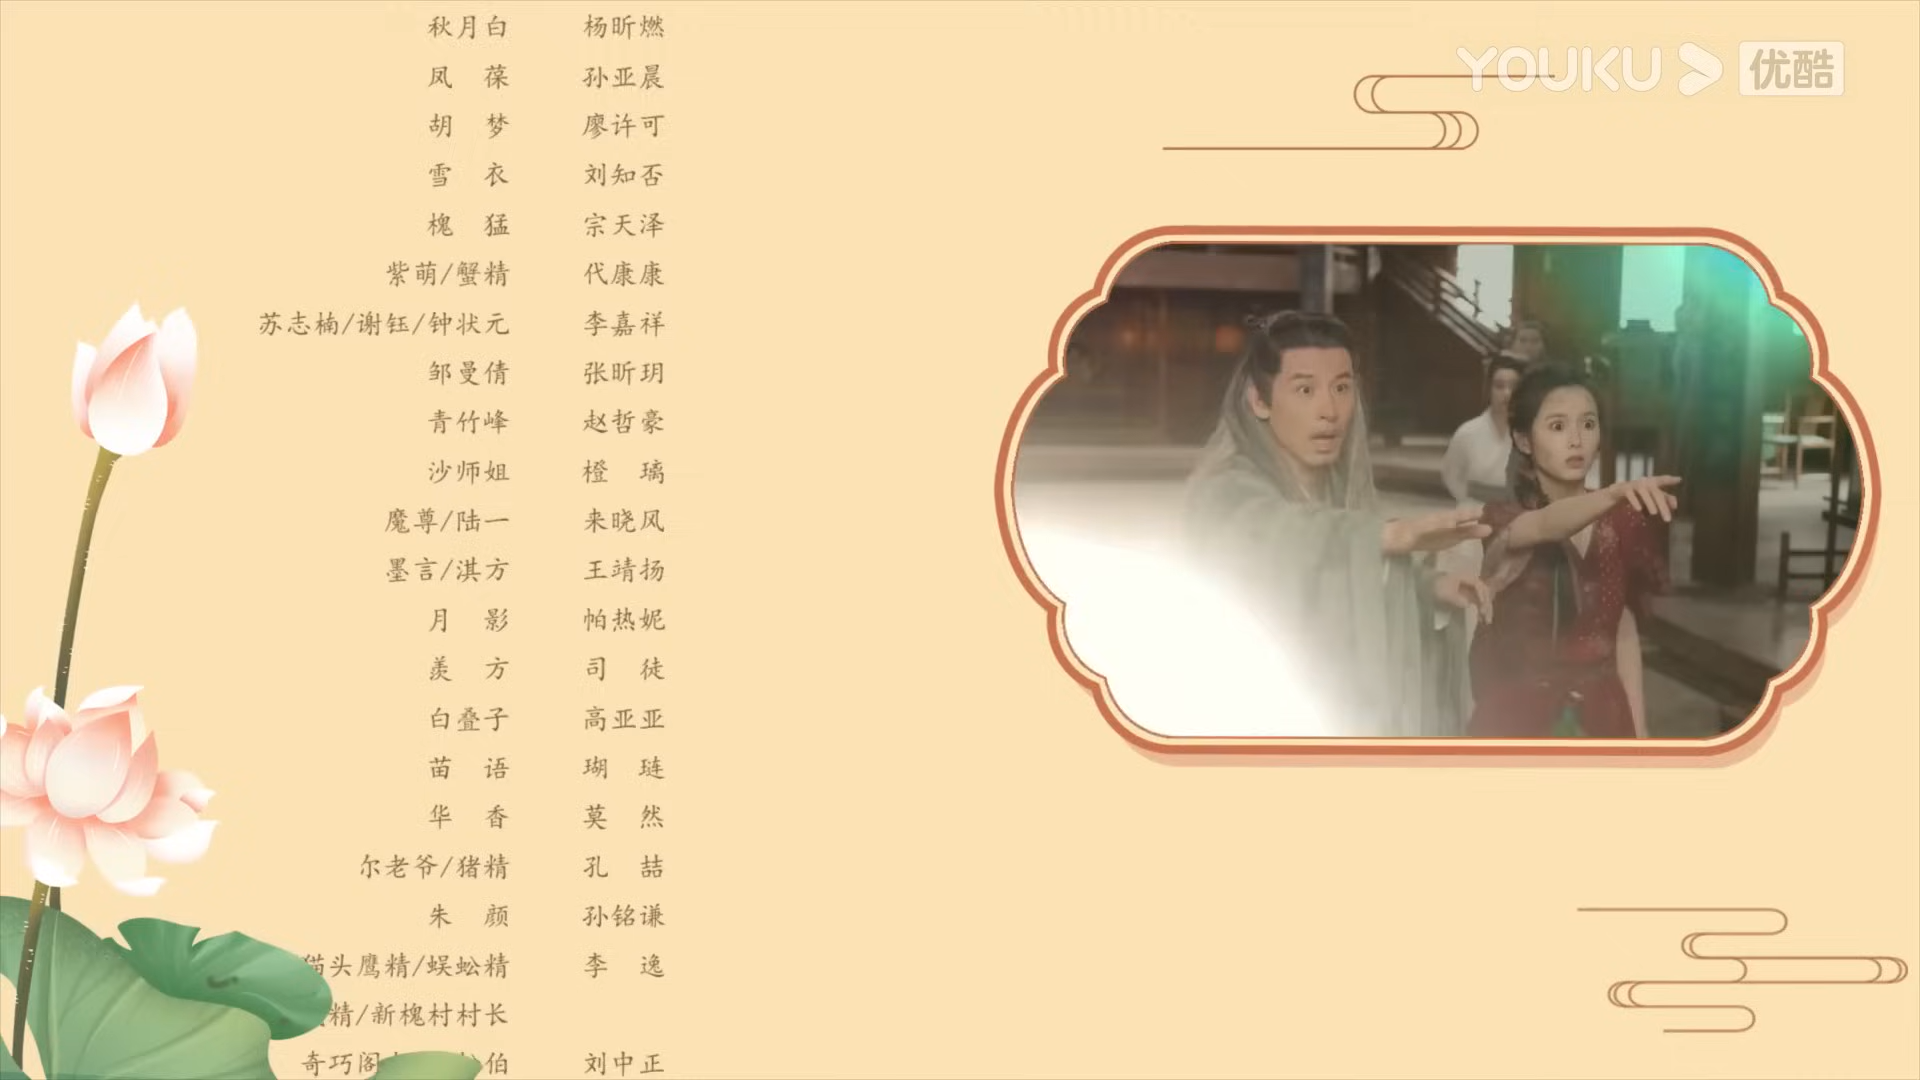 YOUKU 优酷
秋月白 杨昕燃
凤葆 孙亚晨
胡梦 廖许可
雪衣 刘知否
槐猛 宗天泽
紫萌/蟹精 代康康
苏志楠/谢钰/钟状元 李嘉祥
邹曼倩 张昕玥
青竹峰 赵哲豪
沙师姐 橙璃
魔尊/陆一 来晓风
墨言/淇方 王靖扬
月影 帕热妮
羡方 司徒
白叠子 高亚亚
苗语 瑚琏
华香 莫然
尔老爷/猪精 孔喆
朱颜 孙铭谦
猫头鹰精/蜈蚣精 李逸
精/新槐村村长
奇巧阁 伯 刘中正